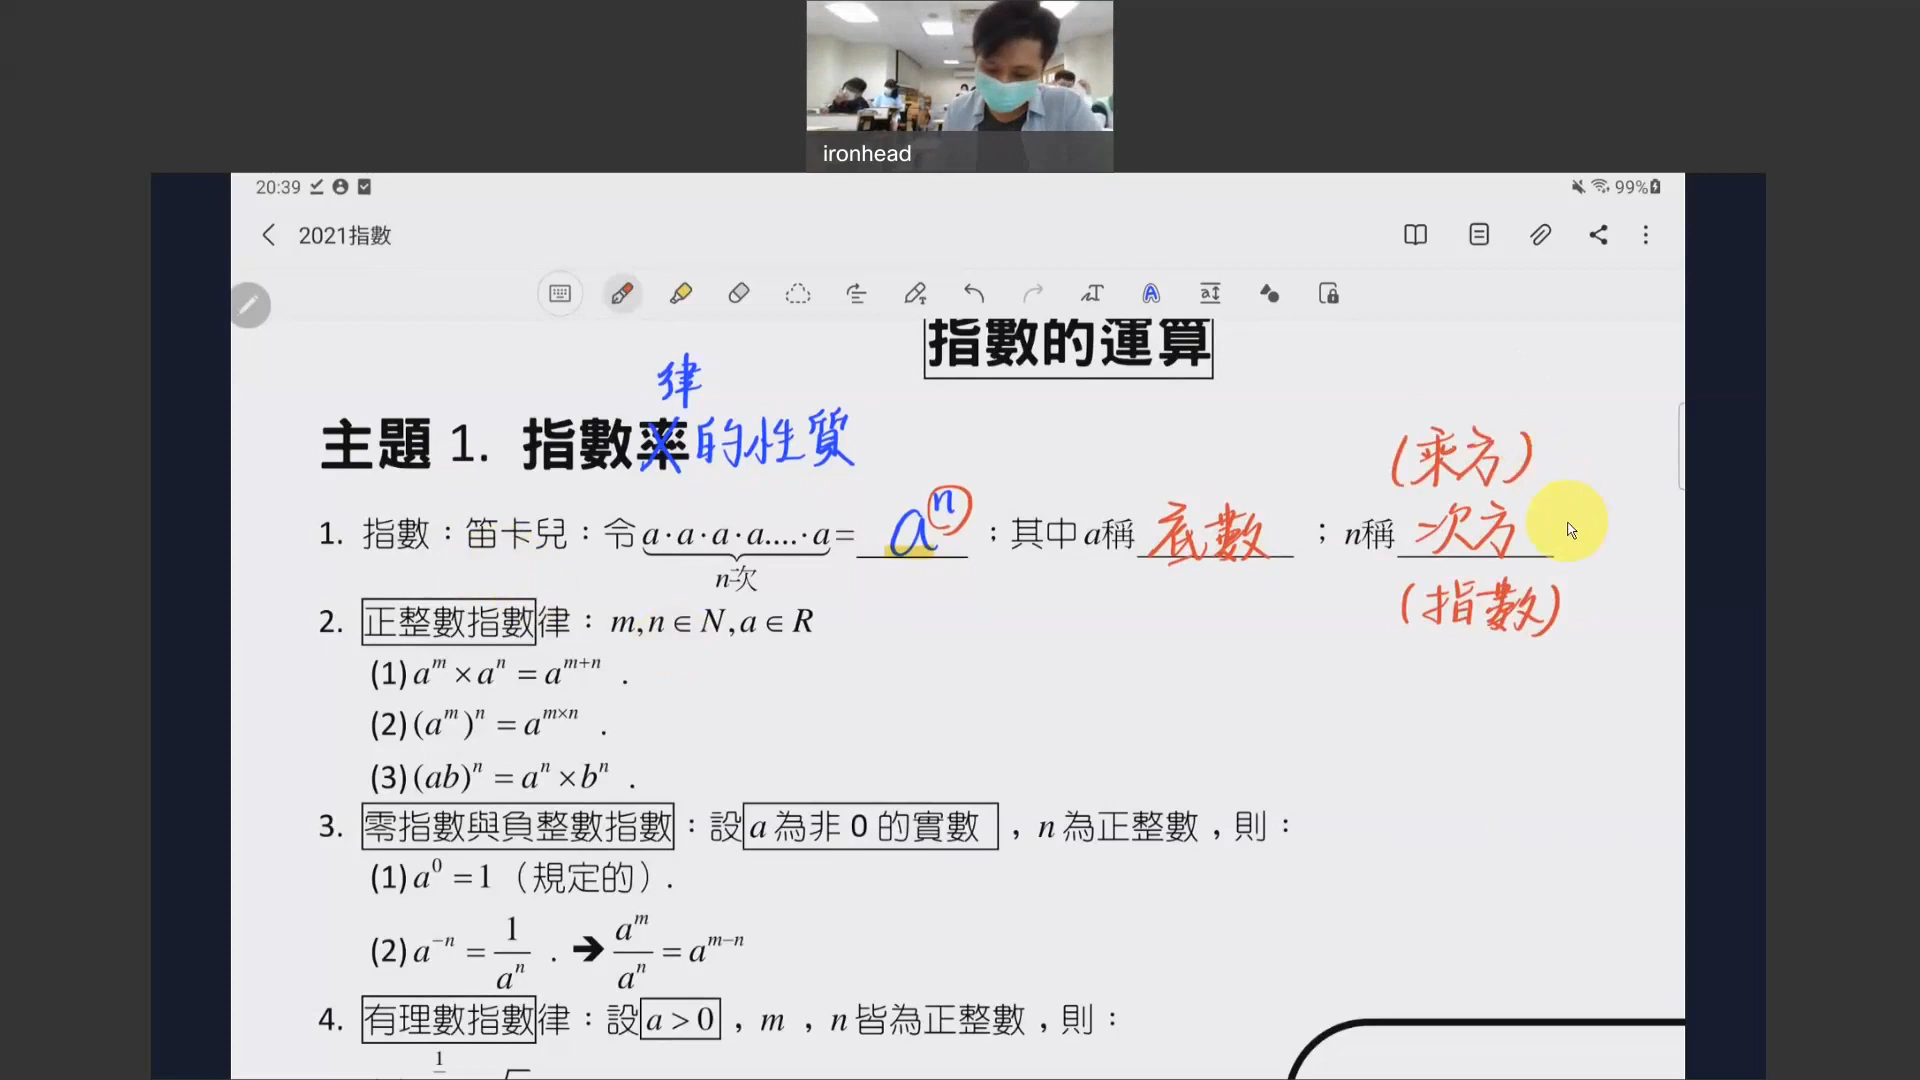 ironhead
20:39 99%
2021指數
指數的運算
律
主題 1. 指數率的性質
(乘方)
1. 指數：笛卡兒：令 a·a·a·a....·a = a^n ；其中 a稱 底數 ；n稱 次方
n次
(指數)
2. 正整數指數律：m,n ∈ N, a ∈ R
(1) a^m × a^n = a^{m+n} .
(2) (a^m)^n = a^{m×n} .
(3) (ab)^n = a^n × b^n .
3. 零指數與負整數指數：設 a 為非 0 的實數 ，n 為正整數，則：
(1) a^0 = 1 （規定的）.
(2) a^{-n} = 1/a^n . ➔ a^m/a^n = a^{m-n}
4. 有理數指數律：設 a > 0 ，m ，n 皆為正整數，則：